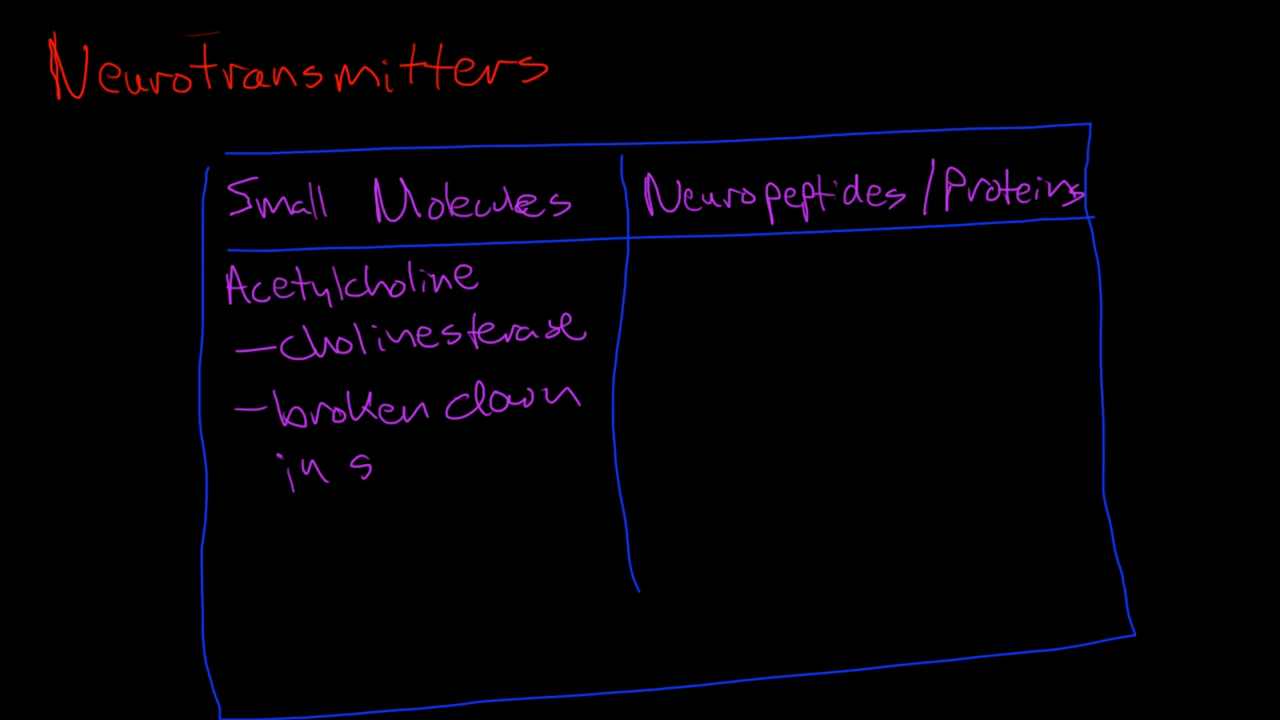 Neurotransmitters
Small Molecules
Neuropeptides/Proteins
Acetylcholine
—cholinesterase
—broken down
in s